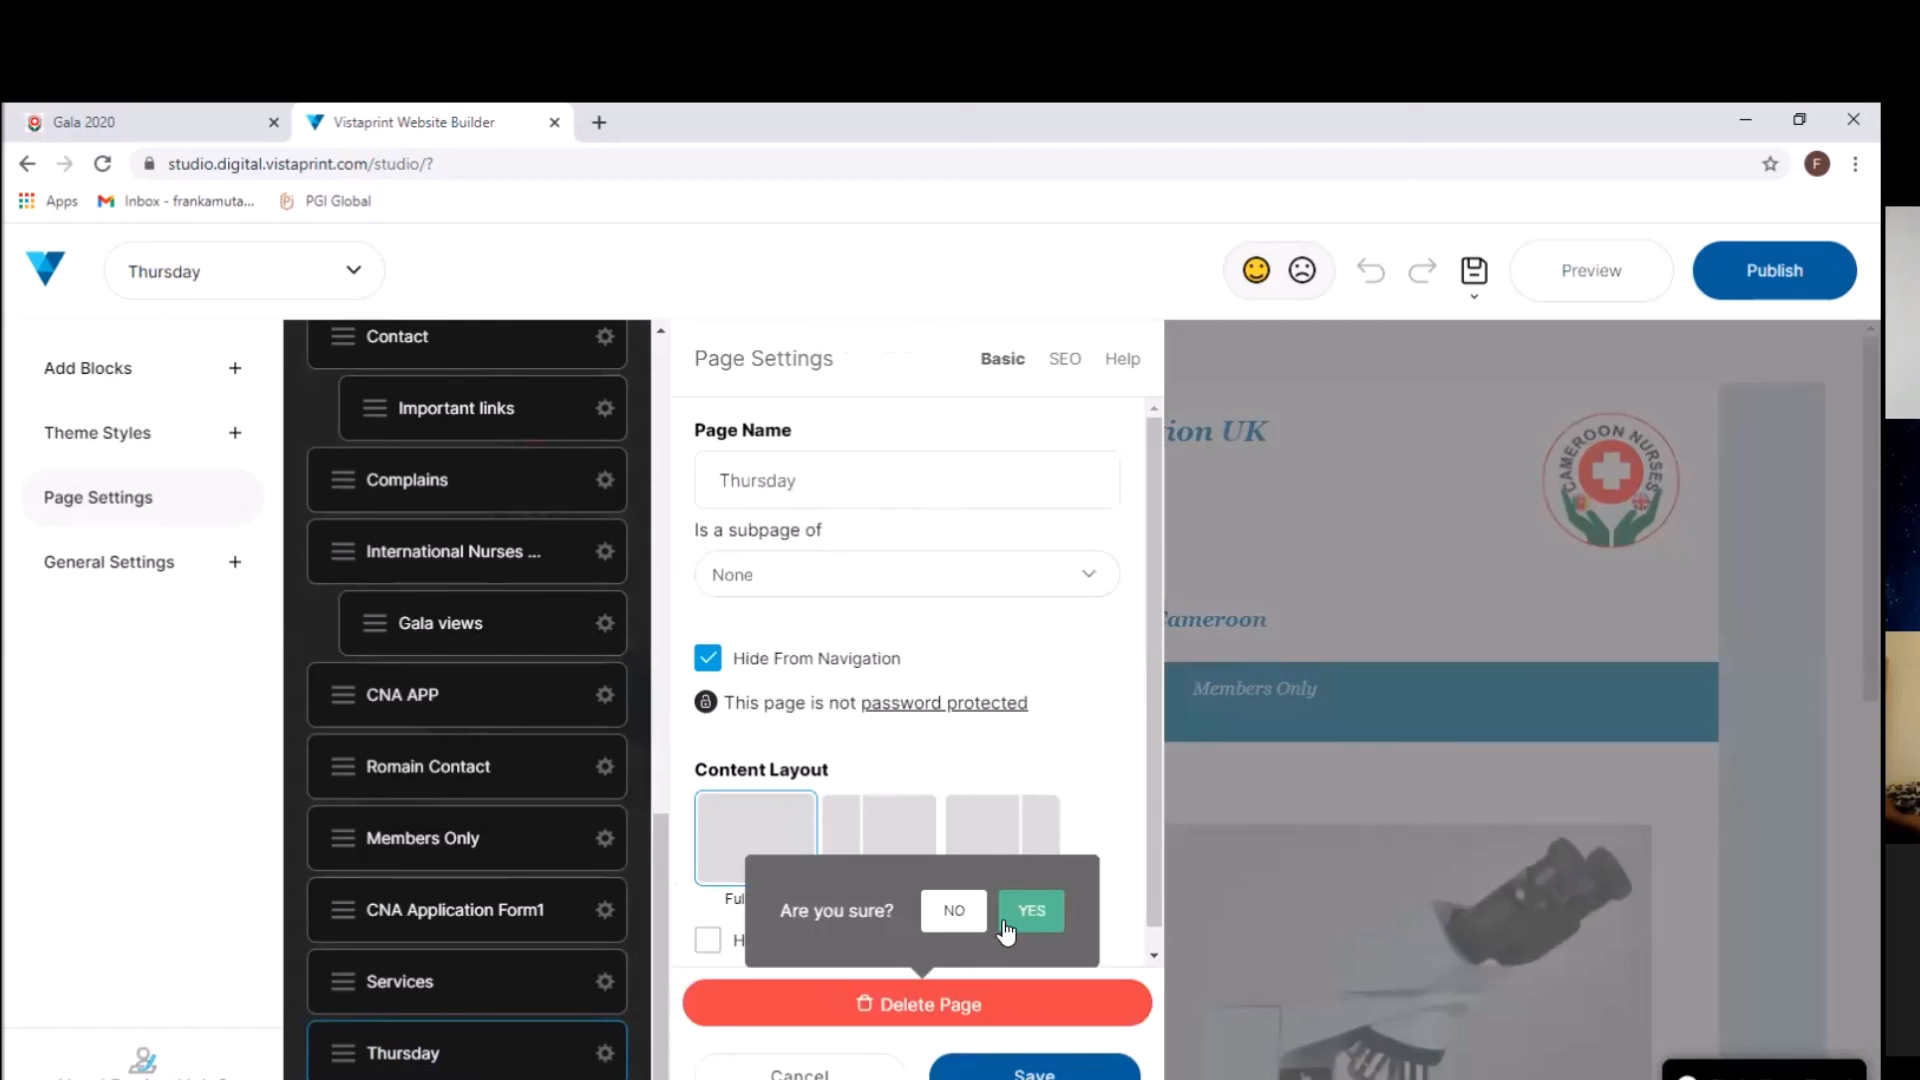 Gala 2020
Vistaprint Website Builder
studio.digital.vistaprint.com/studio/?
F
Apps
Inbox - frankamuta...
PGI Global
Thursday
Preview
Publish
Add Blocks
Theme Styles
Page Settings
General Settings
Contact
Important links
Complains
International Nurses ...
Gala views
CNA APP
Romain Contact
Members Only
CNA Application Form1
Services
Thursday
Page Settings
Basic
SEO
Help
Page Name
Thursday
Is a subpage of
None
Hide From Navigation
This page is not password protected
Content Layout
Ful
H
Are you sure?
NO
YES
Delete Page
Cancel
Save
ion UK
CAMEROON NURSES
Cameroon
Members Only